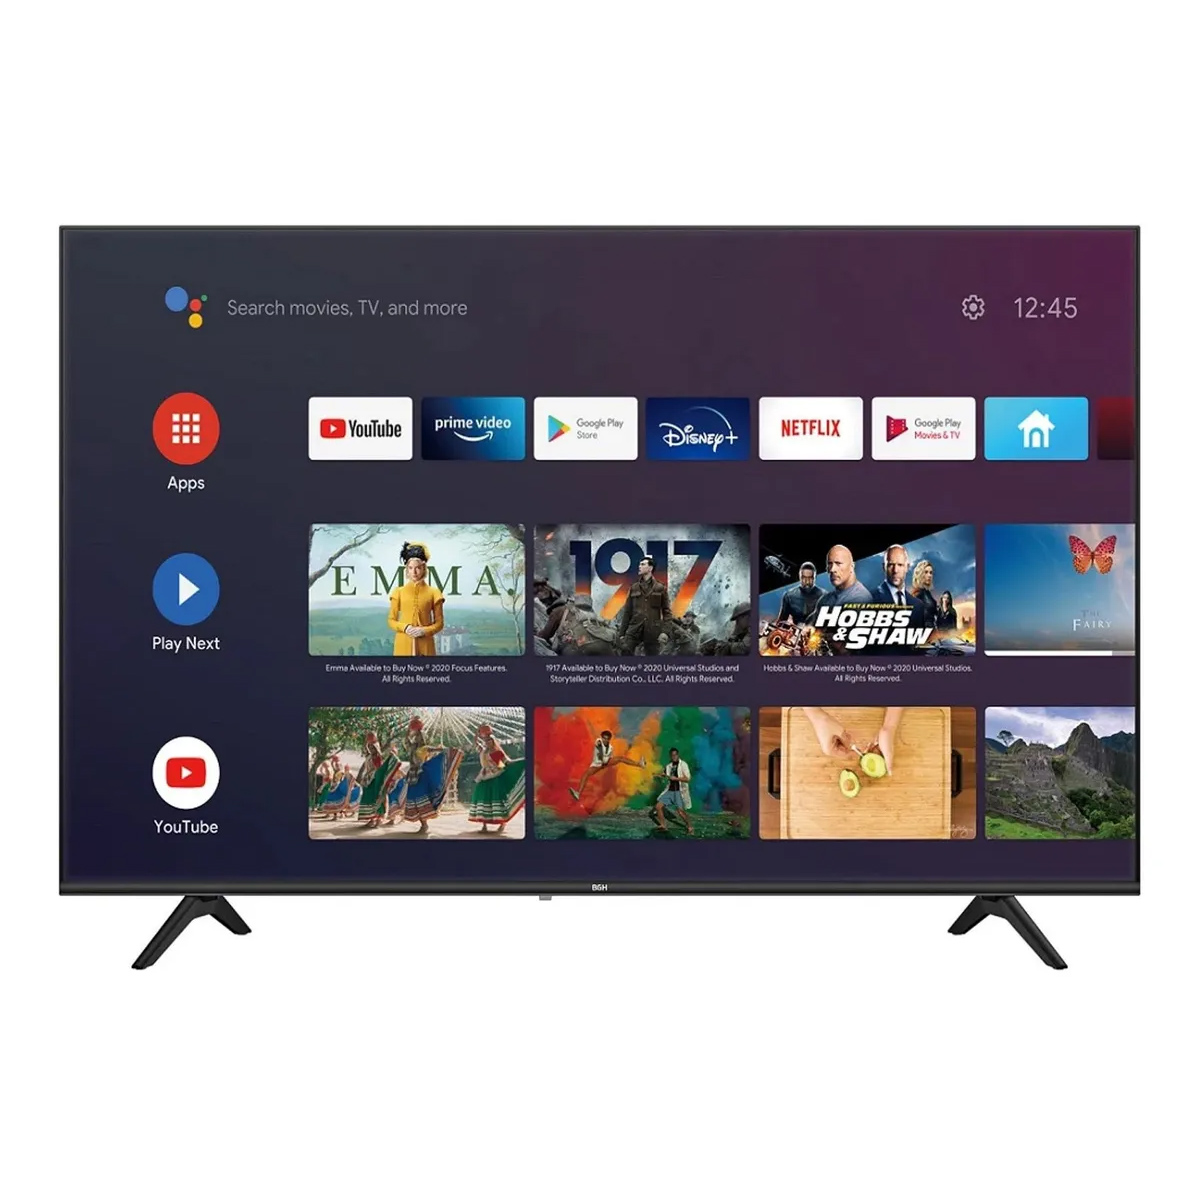 Search movies, TV, and more
12:45
YouTube
prime video
Google Play
Store
Disney+
NETFLIX
Google Play
Movies & TV
Apps
EMMA.
1917
FAST & FURIOUS
HOBBS
& SHAW
THE
FAIRY
Play Next
Emma Available to Buy Now © 2020 Focus Features.
All Rights Reserved.
1917 Available to Buy Now © 2020 Universal Studios and
Storyteller Distribution Co., LLC. All Rights Reserved.
Hobbs & Shaw Available to Buy Now © 2020 Universal Studios.
All Rights Reserved.
YouTube
BGH